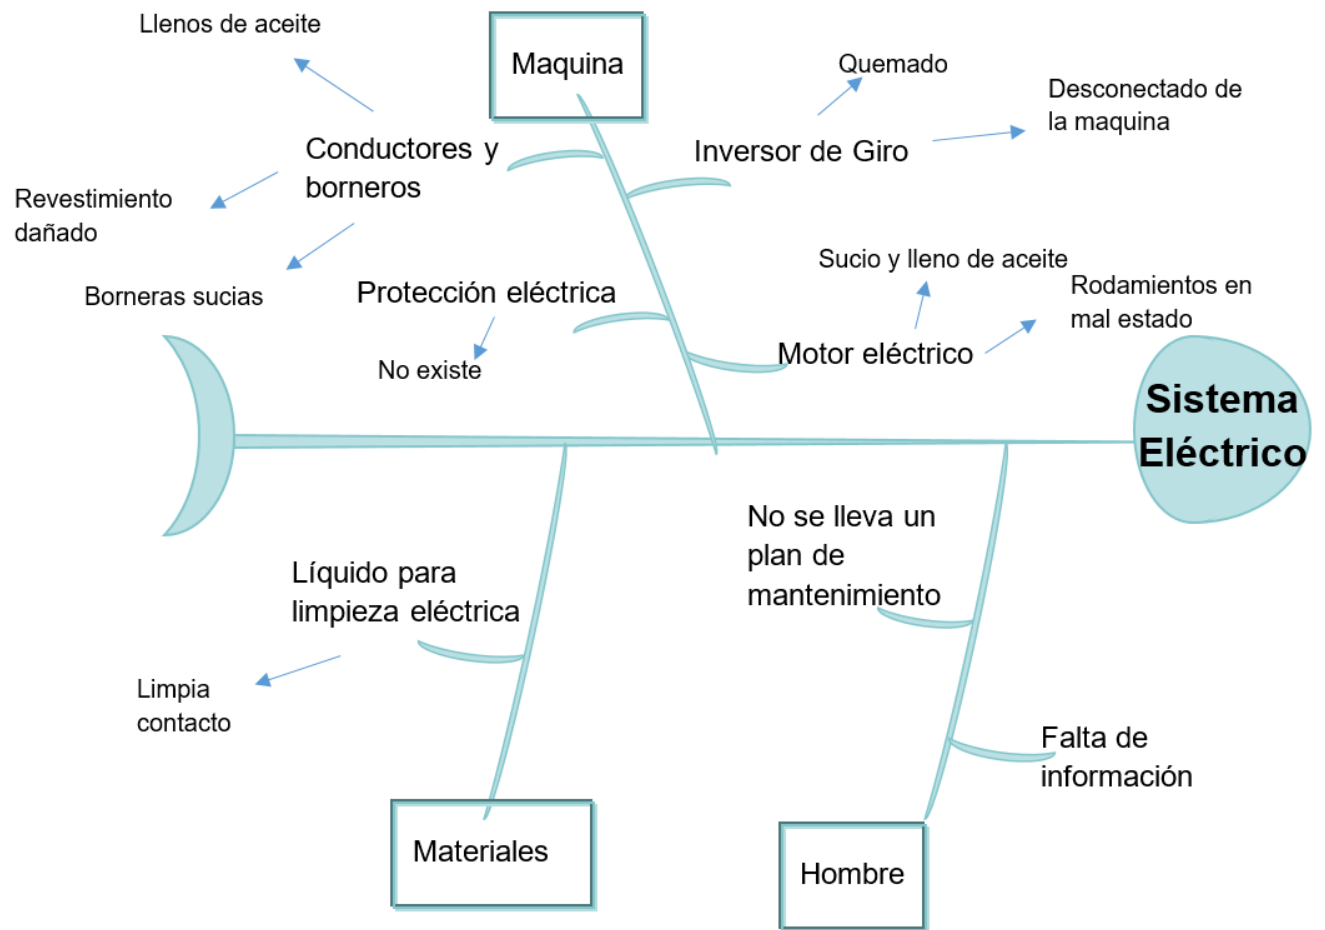 Llenos de aceite
Maquina
Quemado
Desconectado de
la maquina
Conductores y
borneros
Inversor de Giro
Revestimiento
dañado
Borneras sucias
Protección eléctrica
No existe
Sucio y lleno de aceite
Rodamientos en
mal estado
Motor eléctrico
Sistema
Eléctrico
Líquido para
limpieza eléctrica
Limpia
contacto
No se lleva un
plan de
mantenimiento
Falta de
información
Materiales
Hombre